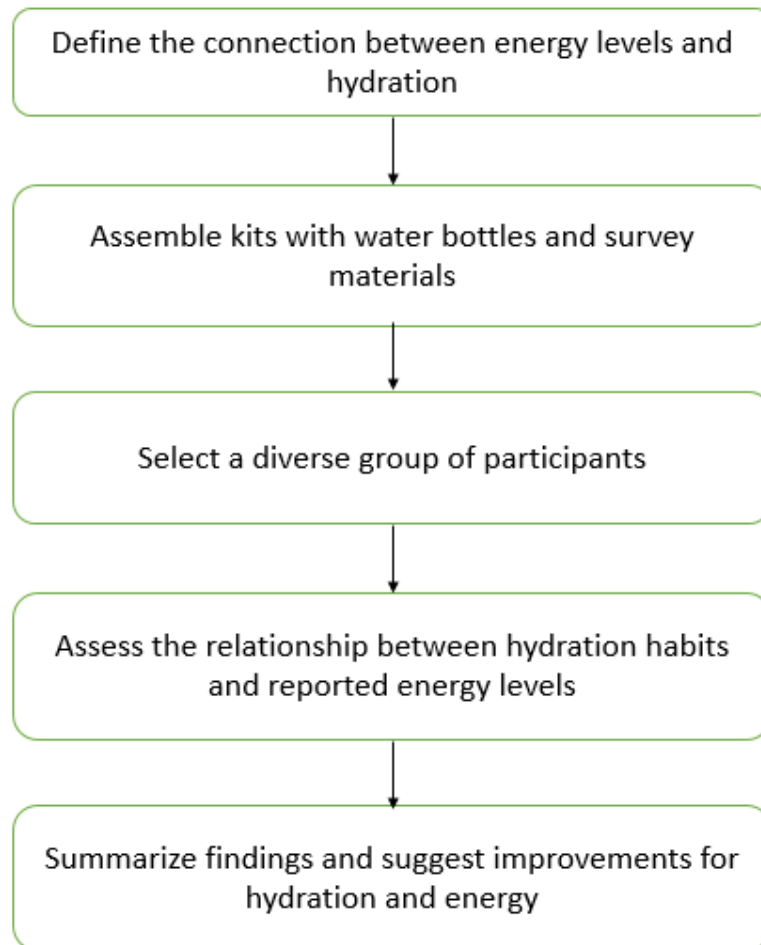 Define the connection between energy levels and
hydration
Assemble kits with water bottles and survey
materials
Select a diverse group of participants
Assess the relationship between hydration habits
and reported energy levels
Summarize findings and suggest improvements for
hydration and energy